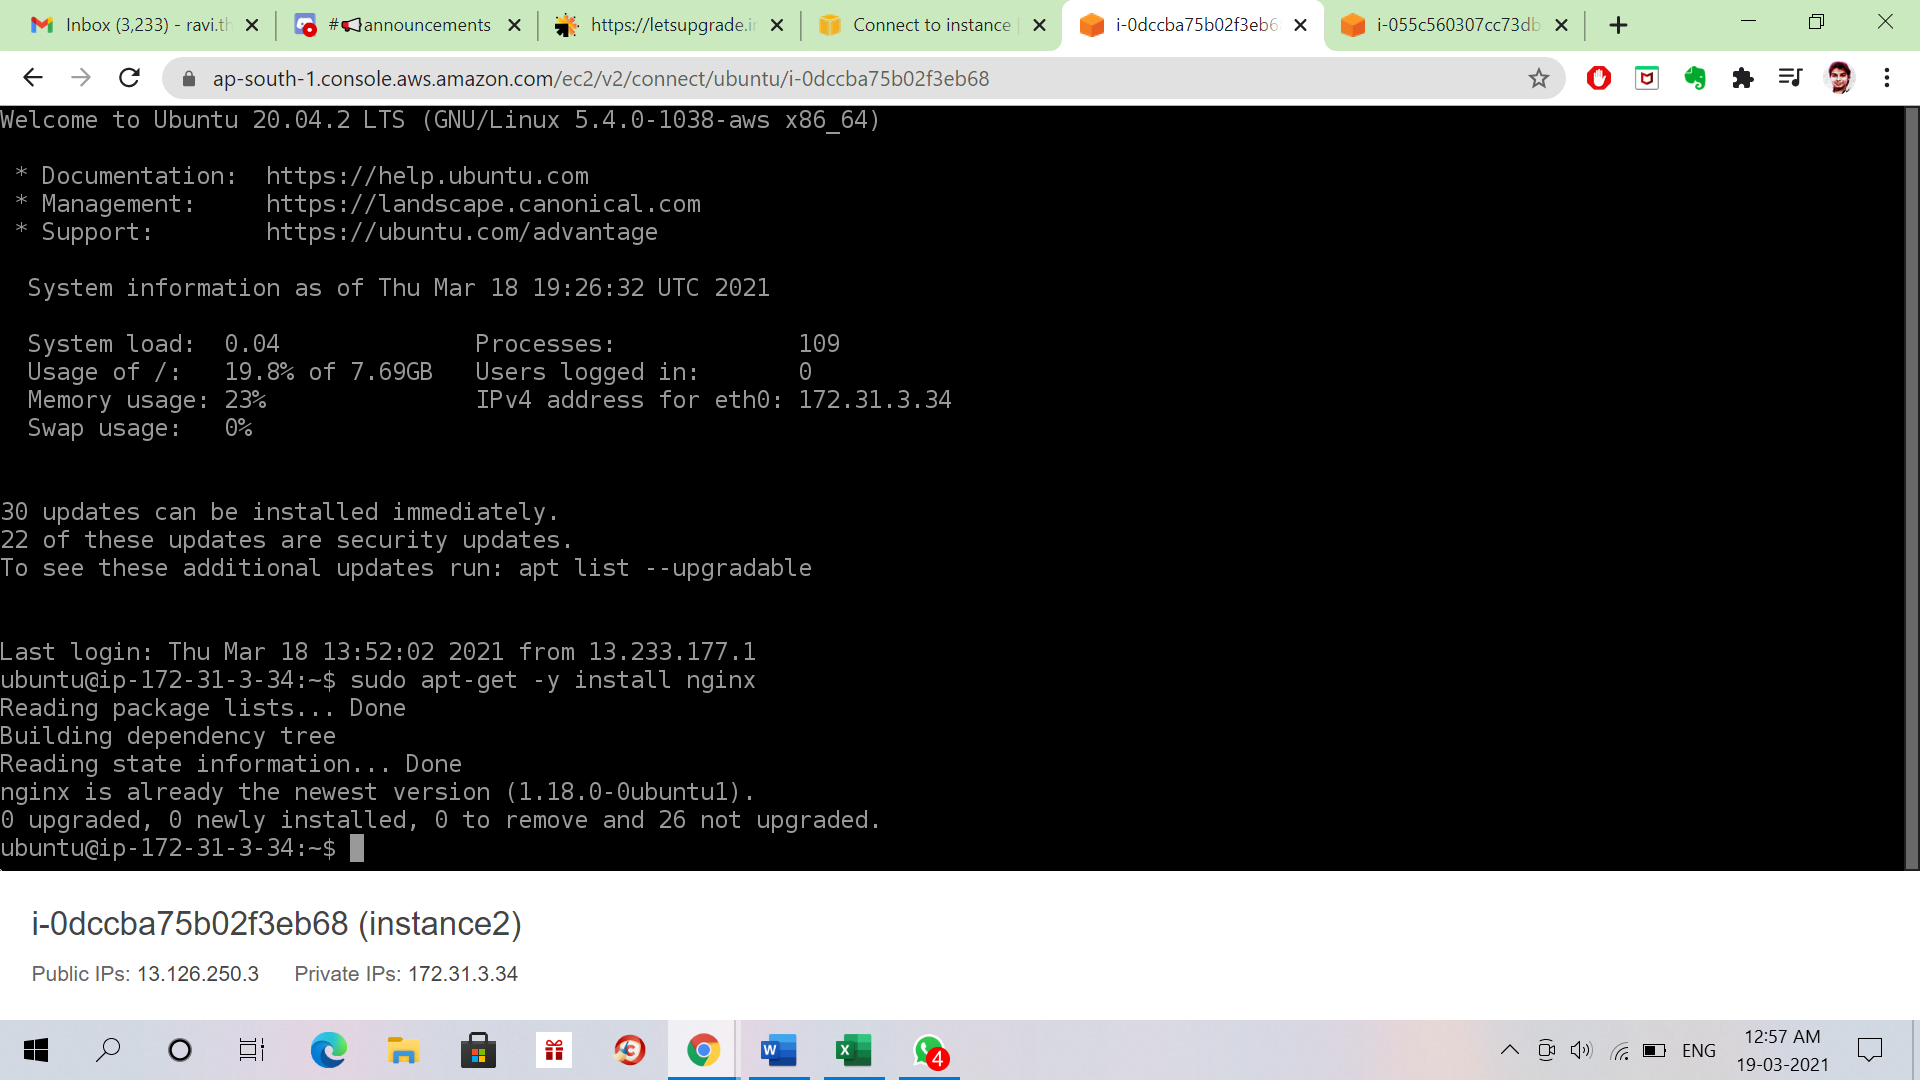 Inbox (3,233) - ravi.th
#📢announcements
https://letsupgrade.in
Connect to instance
i-0dccba75b02f3eb6
i-055c560307cc73db
ap-south-1.console.aws.amazon.com/ec2/v2/connect/ubuntu/i-0dccba75b02f3eb68
Welcome to Ubuntu 20.04.2 LTS (GNU/Linux 5.4.0-1038-aws x86_64)
* Documentation:  https://help.ubuntu.com
* Management:     https://landscape.canonical.com
* Support:        https://ubuntu.com/advantage
System information as of Thu Mar 18 19:26:32 UTC 2021
System load:  0.04              Processes:             109
Usage of /:   19.8% of 7.69GB   Users logged in:       0
Memory usage: 23%               IPv4 address for eth0: 172.31.3.34
Swap usage:   0%
30 updates can be installed immediately.
22 of these updates are security updates.
To see these additional updates run: apt list --upgradable
Last login: Thu Mar 18 13:52:02 2021 from 13.233.177.1
ubuntu@ip-172-31-3-34:~$ sudo apt-get -y install nginx
Reading package lists... Done
Building dependency tree
Reading state information... Done
nginx is already the newest version (1.18.0-0ubuntu1).
0 upgraded, 0 newly installed, 0 to remove and 26 not upgraded.
ubuntu@ip-172-31-3-34:~$
i-0dccba75b02f3eb68 (instance2)
Public IPs: 13.126.250.3    Private IPs: 172.31.3.34
4
ENG
12:57 AM
19-03-2021